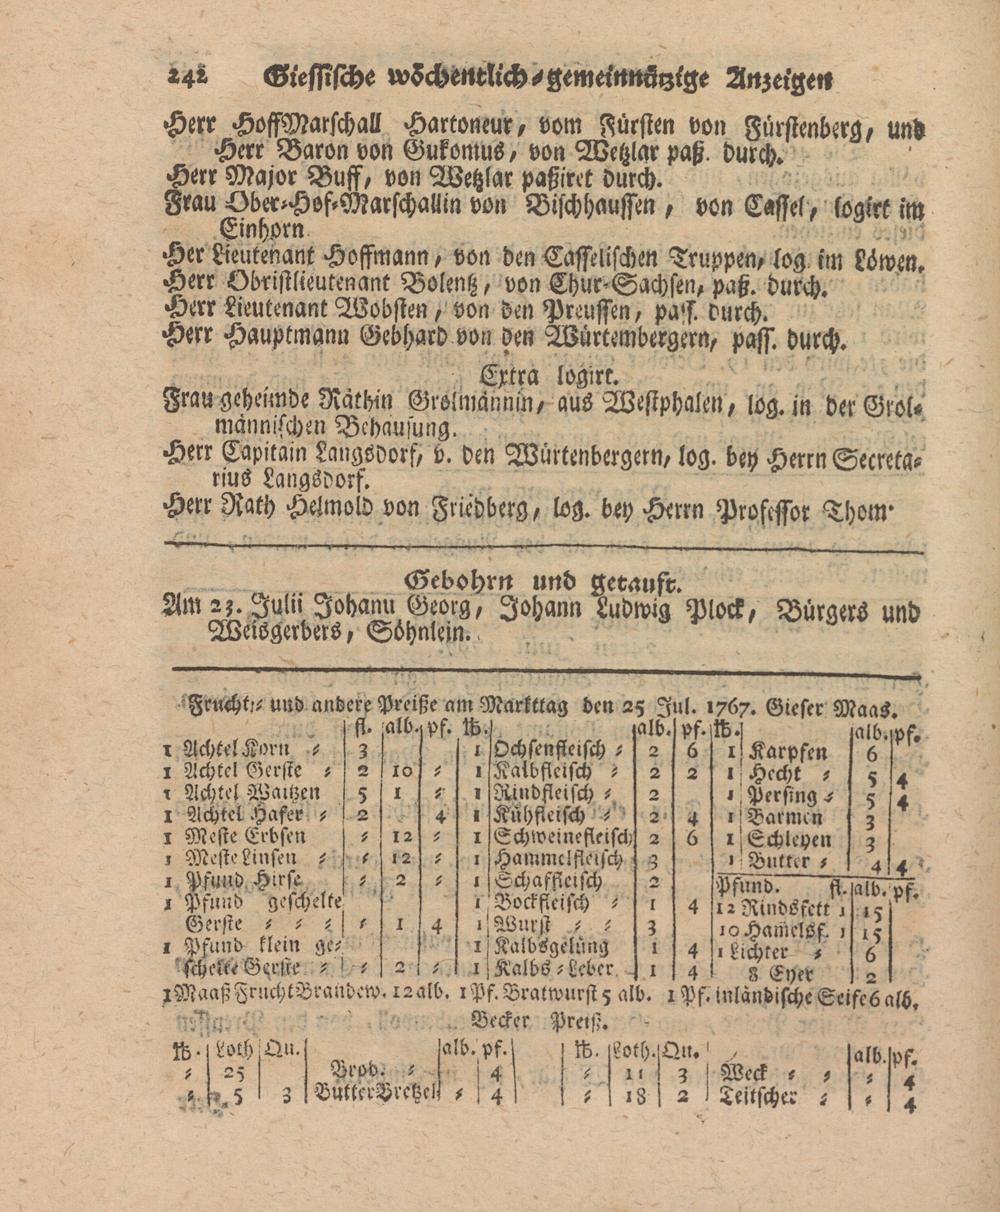 242 Giessische wöchentlich-gemeinnützige Anzeigen
Herr HoffMarschall Hartoneur, vom Fürsten von Fürstenberg, und
Herr Baron von Gukomus, von Wetzlar paß. durch.
Herr Major Buff, von Wetzlar paßiret durch.
Frau Ober-Hof-Marschallin von Bischhaussen, von Cassel, logirt im
Einhorn
Her Lieutenant Hoffmann, von den Casselischen Truppen, log. im Löwen.
Herr Obristlieutenant Bolentz, von Chur-Sachsen, paß. durch.
Herr Lieutenant Wobsten, von den Preussen, pass. durch.
Herr Hauptmann Gebhard von den Würtembergern, pass. durch.
Extra logirt.
Frau geheimde Räthin Grolmännin, aus Westphalen, log. in der Grol-
männischen Behausung.
Herr Capitain Langsdorf, v. den Würtenbergern, log. bey Herrn Secreta-
rius Langsdorf.
Herr Rath Helmold von Friedberg, log. bey Herrn Professor Thom.
Gebohrn und getauft.
Am 23. Julii Johann Georg, Johann Ludwig Plock, Bürgers und
Weisgerbers, Söhnlein.
Frucht- und andere Preiße am Markttag den 25 Jul. 1767. Gieser Maas.
fl. alb. pf. ℔. alb. pf. ℔. alb. pf.
1 Achtel Korn - 3 1 Ochsenfleisch - 2 6 1 Karpfen 6
1 Achtel Gerste - 2 10 - 1 Kalbfleisch - 2 2 1 Hecht - 5 4
1 Achtel Waitzen 5 1 - 1 Rindfleisch - 2 1 Persing - 5 4
1 Achtel Hafer - 2 4 1 Kühfleisch - 2 4 1 Barmen 3
1 Meste Erbsen - 12 - 1 Schweinefleisch 2 6 1 Schleyen 3
1 Meste Linsen - - 12 - 1 Hammelfleisch 3 1 Butter - 4 4
1 Pfund Hirse - 2 - 1 Schaffleisch 2 Pfund. fl. alb. pf.
1 Pfund geschelte 1 Bockfleisch - 1 4 12 Rindsfett 1 15
Gerste - - - - 1 4 1 Wurst - - 3 10 Hamelsf. 1 15
1 Pfund klein ge- 1 Kalbsgelüng 1 4 1 Lichter - 6
schelte Gerste - - 2 - 1 Kalbs-Leber 1 4 8 Eyer 2
1 Maaß Frucht Brandew. 12 alb. 1 Pf. Bratwurst 5 alb. 1 Pf. inländische Seife 6 alb.
Becker Preiß.
℔. Loth Qu. alb. pf. ℔. Loth. Qu. alb. pf.
- 25 Brod. - 4 - 11 3 Weck - - - 4
- 5 3 Butter Bretzel - 4 - 18 2 Teitscher - - 4